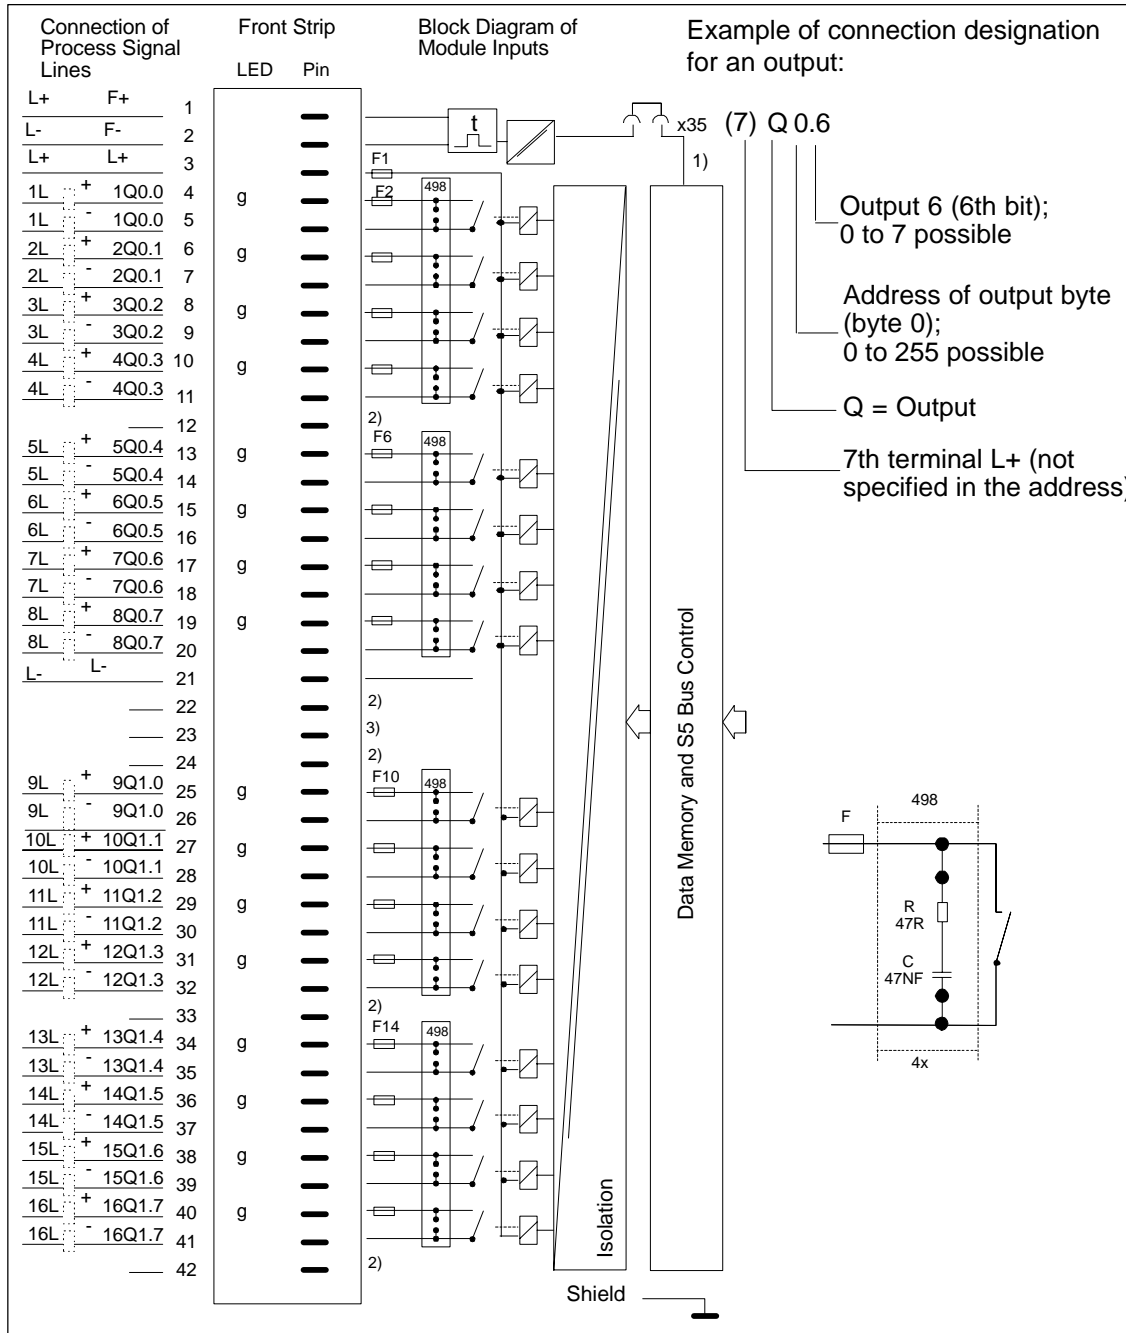 Connection of
Process Signal
Lines
Front Strip
LED Pin
Block Diagram of
Module Inputs
Example of connection designation
for an output:
L+ F+ 1
L- F- 2
L+ L+ 3
1L + 1Q0.0 4 g
1L - 1Q0.0 5
2L + 2Q0.1 6 g
2L - 2Q0.1 7
3L + 3Q0.2 8 g
3L - 3Q0.2 9
4L + 4Q0.3 10 g
4L - 4Q0.3 11
12 2)
5L + 5Q0.4 13 g
5L - 5Q0.4 14
6L + 6Q0.5 15 g
6L - 6Q0.5 16
7L + 7Q0.6 17 g
7L - 7Q0.6 18
8L + 8Q0.7 19 g
8L - 8Q0.7 20
L- L- 21
22 2)
23 3)
24 2)
9L + 9Q1.0 25 g
9L - 9Q1.0 26
10L + 10Q1.1 27 g
10L - 10Q1.1 28
11L + 11Q1.2 29 g
11L - 11Q1.2 30
12L + 12Q1.3 31 g
12L - 12Q1.3 32
33 2)
13L + 13Q1.4 34 g
13L - 13Q1.4 35
14L + 14Q1.5 36 g
14L - 14Q1.5 37
15L + 15Q1.6 38 g
15L - 15Q1.6 39
16L + 16Q1.7 40 g
16L - 16Q1.7 41
42 2)
t
x35
1)
F1
F2
498
F6
498
F10
498
F14
498
Isolation
Data Memory and S5 Bus Control
Shield
(7) Q 0.6
Output 6 (6th bit);
0 to 7 possible
Address of output byte
(byte 0);
0 to 255 possible
Q = Output
7th terminal L+ (not
specified in the address)
498
F
R
47R
C
47NF
4x